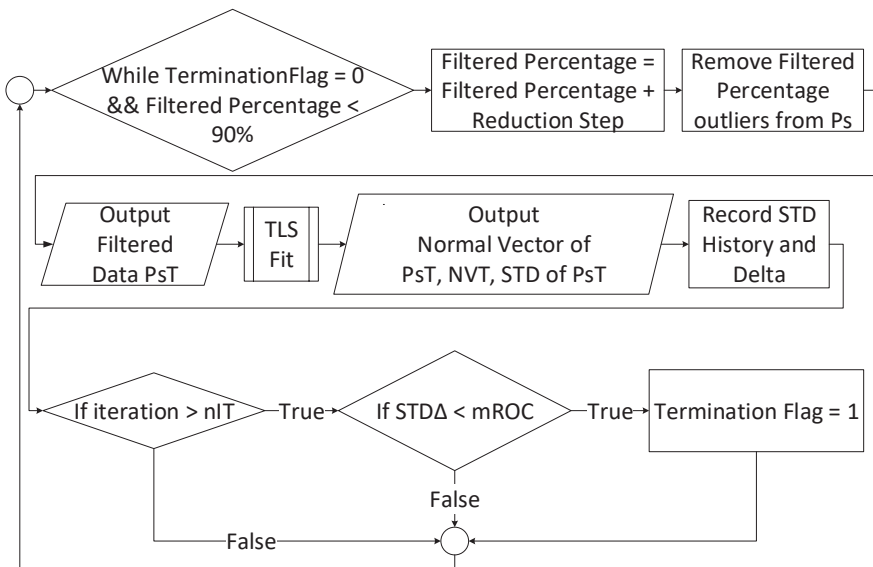 While TerminationFlag = 0
&& Filtered Percentage <
90%
Filtered Percentage =
Filtered Percentage +
Reduction Step
Remove Filtered
Percentage
outliers from Ps
Output
Filtered
Data PsT
TLS
Fit
Output
Normal Vector of
PsT, NVT, STD of PsT
Record STD
History and
Delta
If iteration > nIT
True
If STDΔ < mROC
True
Termination Flag = 1
False
False